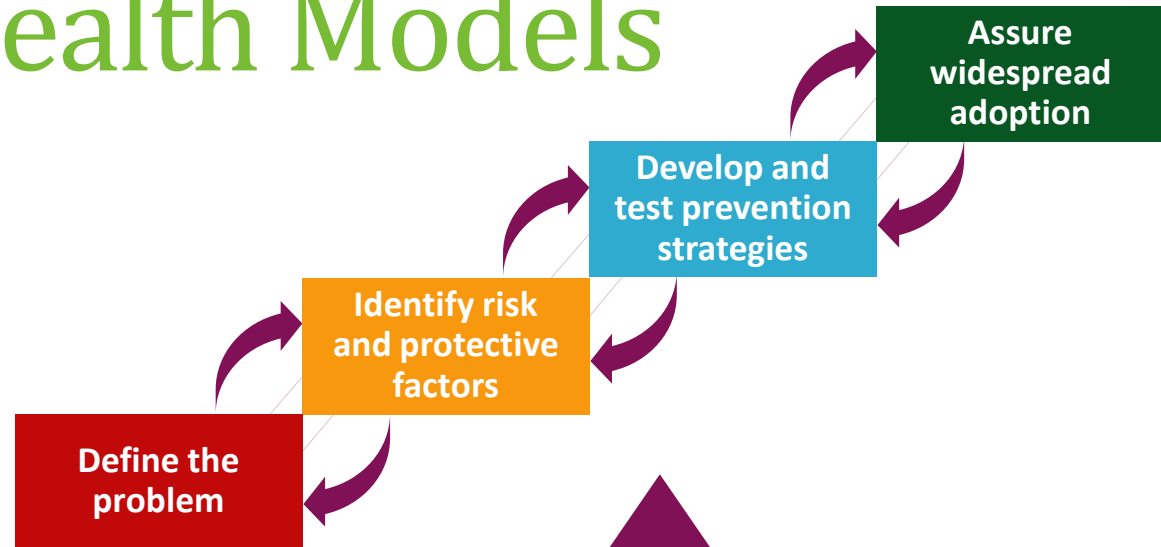 ealth Models
Assure
widespread
adoption
Develop and
test prevention
strategies
Identify risk
and protective
factors
Define the
problem